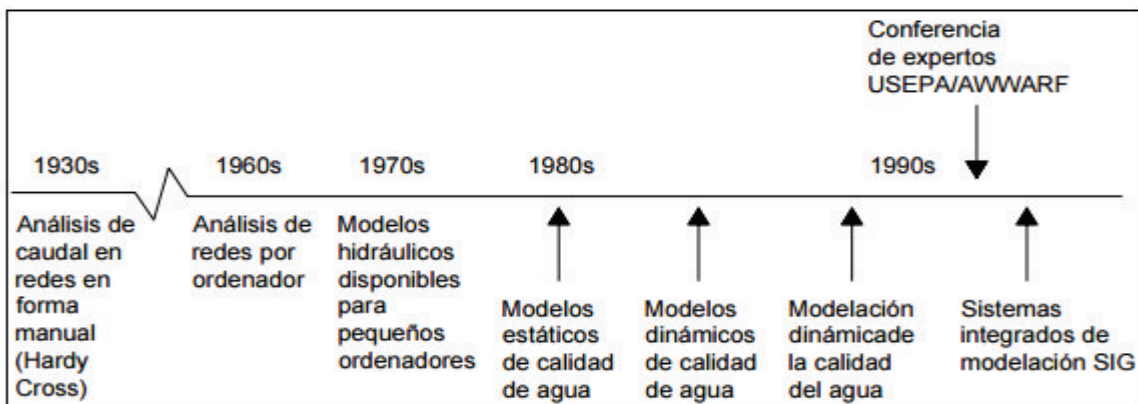 Conferencia
de expertos
USEPA/AWWARF
1930s
1960s
1970s
1980s
1990s
Análisis de
caudal en
redes en
forma
manual
(Hardy
Cross)
Análisis de
redes por
ordenador
Modelos
hidráulicos
disponibles
para
pequeños
ordenadores
Modelos
estáticos
de calidad
de agua
Modelos
dinámicos
de calidad
de agua
Modelación
dinámicade
la calidad
del agua
Sistemas
integrados de
modelación SIG